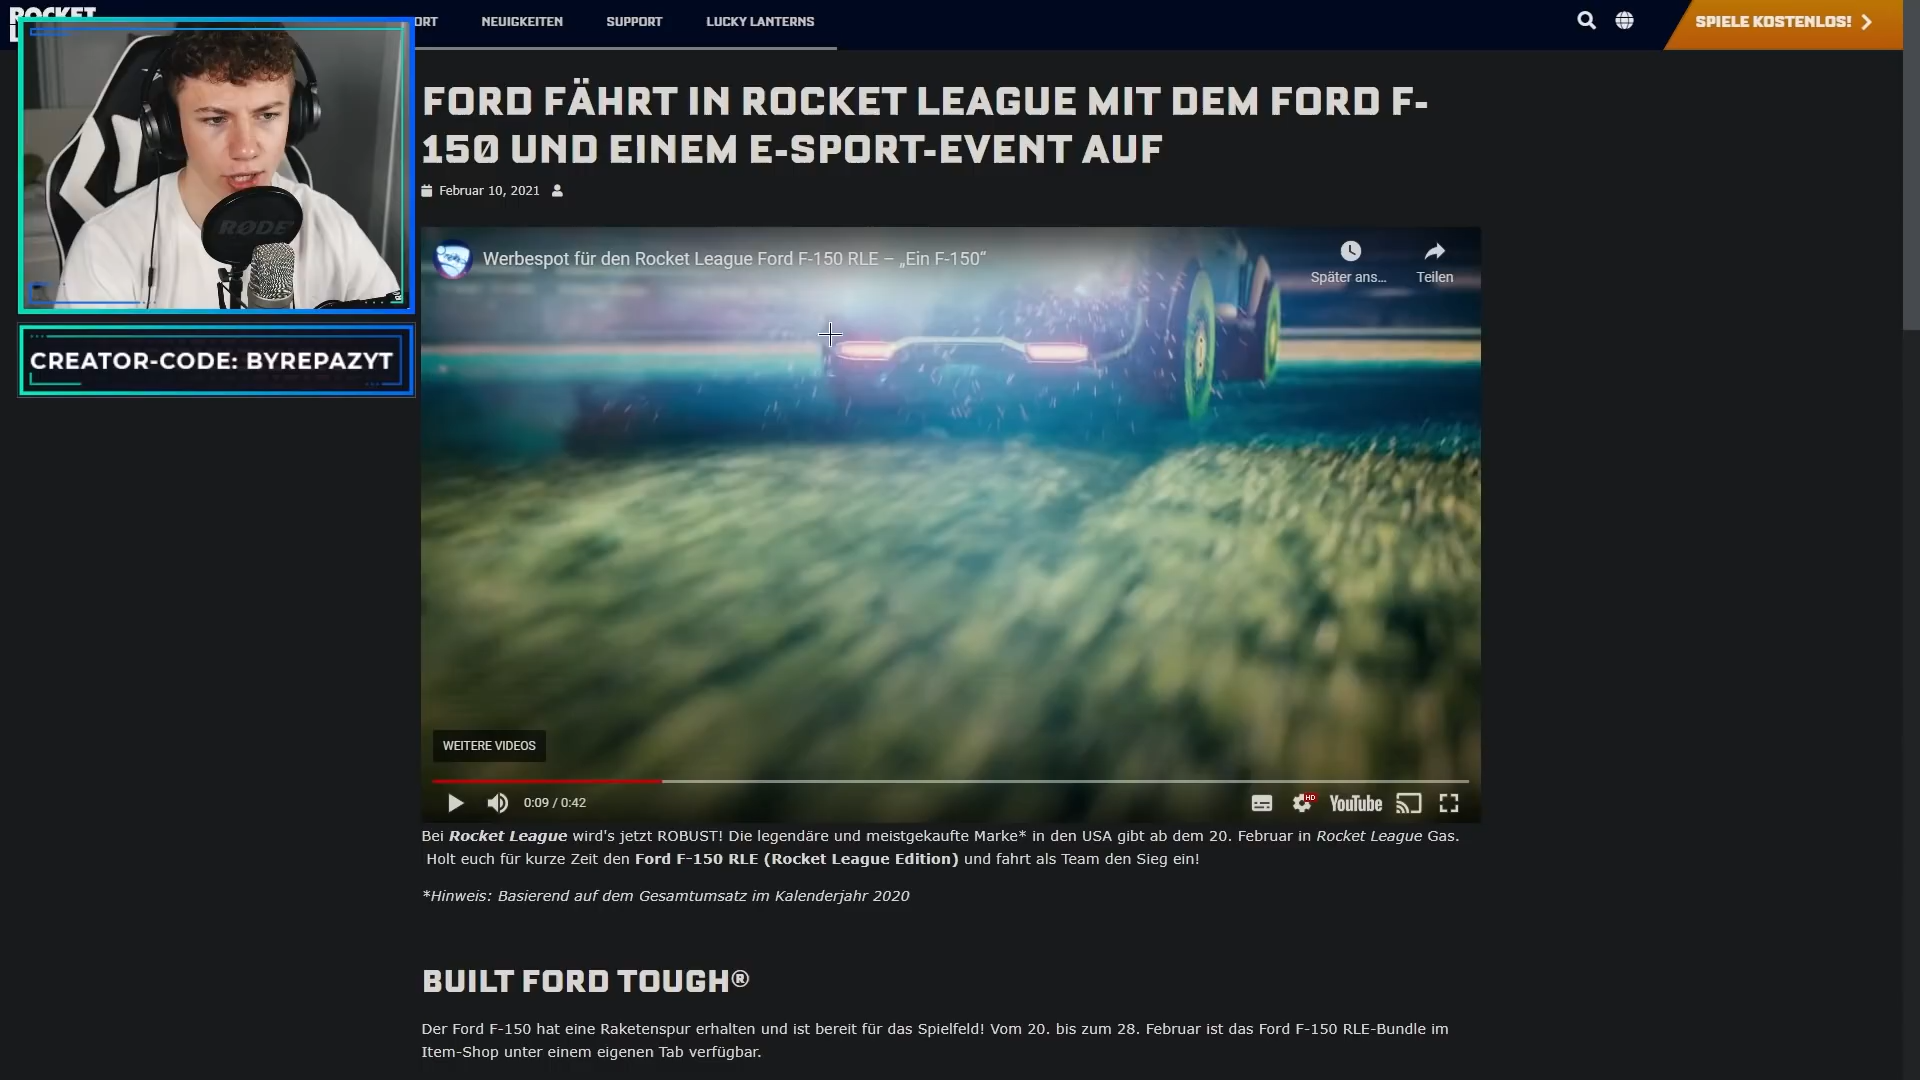 ROCKET
ORT
NEUIGKEITEN
SUPPORT
LUCKY LANTERNS
SPIELE KOSTENLOS!
FORD FÄHRT IN ROCKET LEAGUE MIT DEM FORD F-
150 UND EINEM E-SPORT-EVENT AUF
Februar 10, 2021
RØDE
CREATOR-CODE: BYREPAZYT
Werbespot für den Rocket League Ford F-150 RLE – „Ein F-150“
Später ans...
Teilen
WEITERE VIDEOS
0:09 / 0:42
HD
YouTube
Bei Rocket League wird's jetzt ROBUST! Die legendäre und meistgekaufte Marke* in den USA gibt ab dem 20. Februar in Rocket League Gas.
Holt euch für kurze Zeit den Ford F-150 RLE (Rocket League Edition) und fahrt als Team den Sieg ein!
*Hinweis: Basierend auf dem Gesamtumsatz im Kalenderjahr 2020
BUILT FORD TOUGH®
Der Ford F-150 hat eine Raketenspur erhalten und ist bereit für das Spielfeld! Vom 20. bis zum 28. Februar ist das Ford F-150 RLE-Bundle im
Item-Shop unter einem eigenen Tab verfügbar.